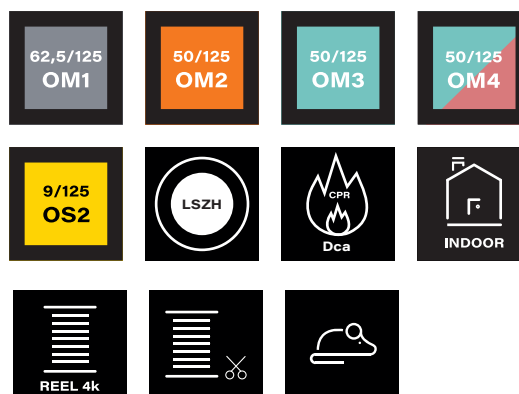 62,5/125
OM1
50/125
OM2
50/125
OM3
50/125
OM4
9/125
OS2
LSZH
CPR
Dca
INDOOR
REEL 4k